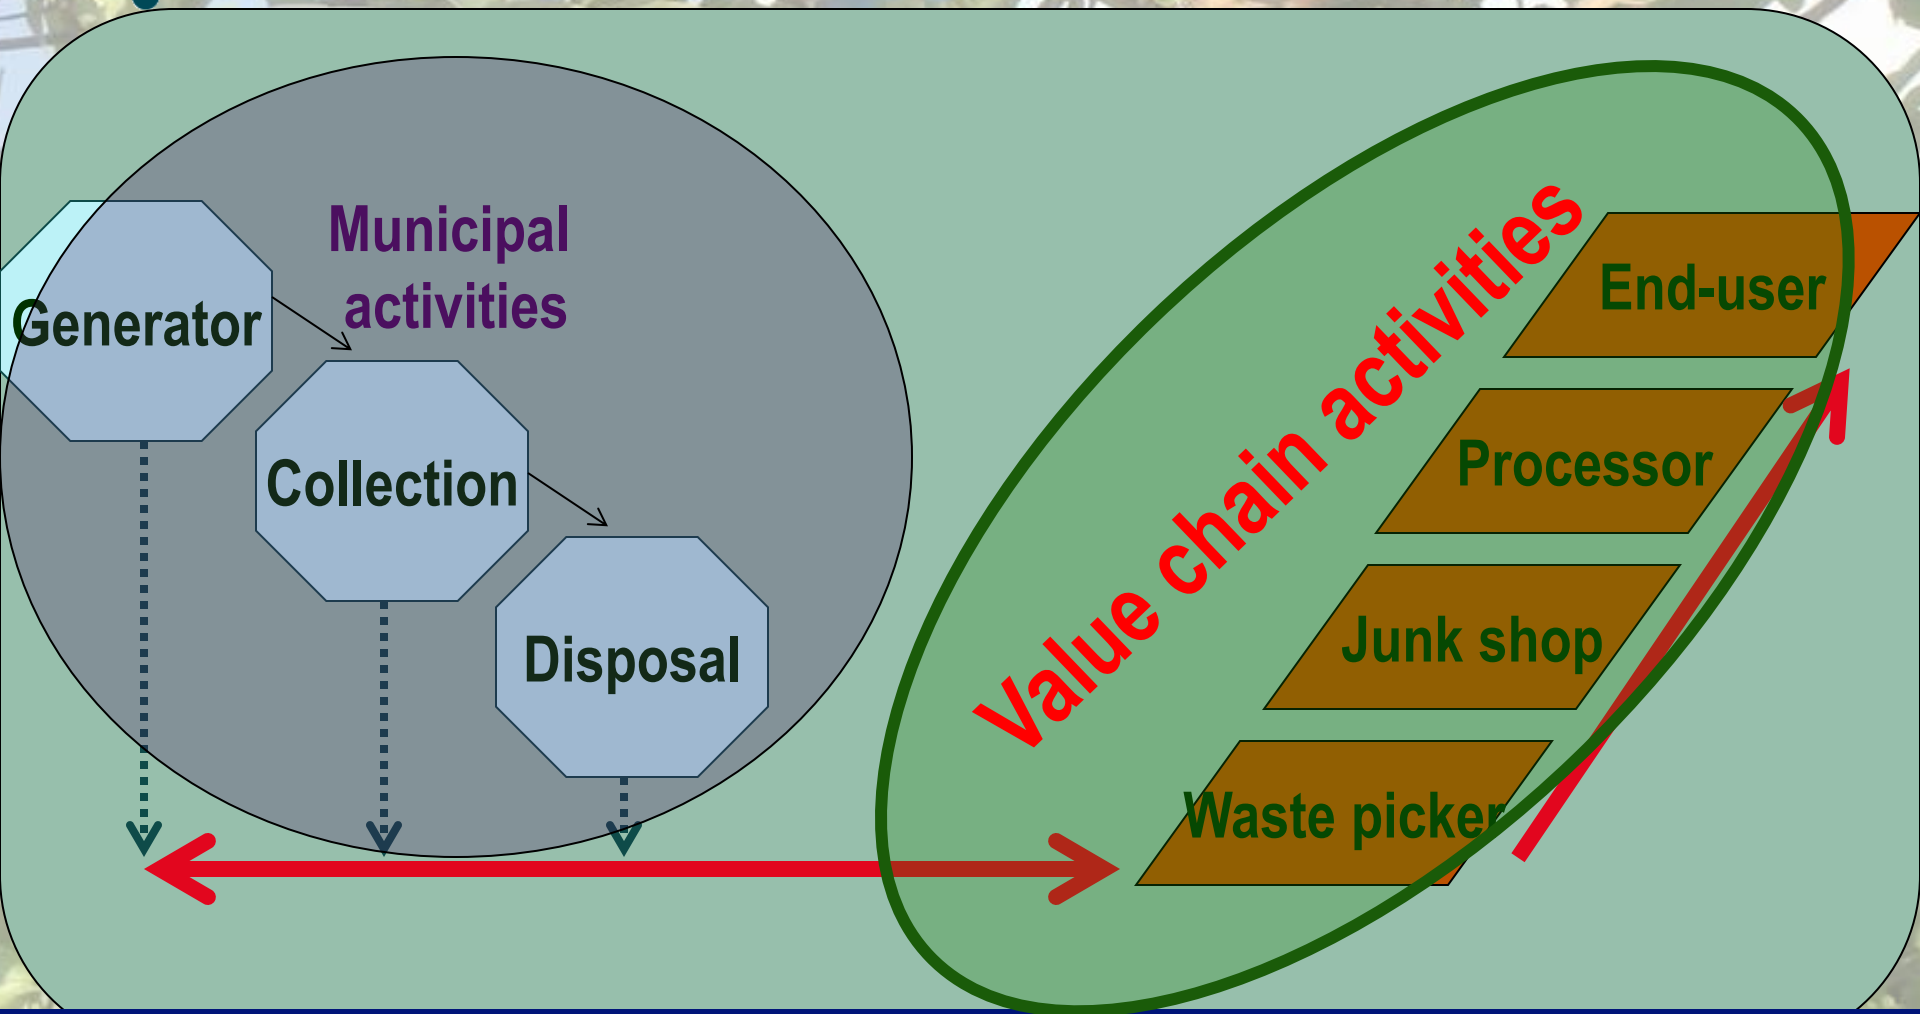 Municipal
activities
Generator
Collection
Disposal
Value chain activities
End-user
Processor
Junk shop
Waste picker